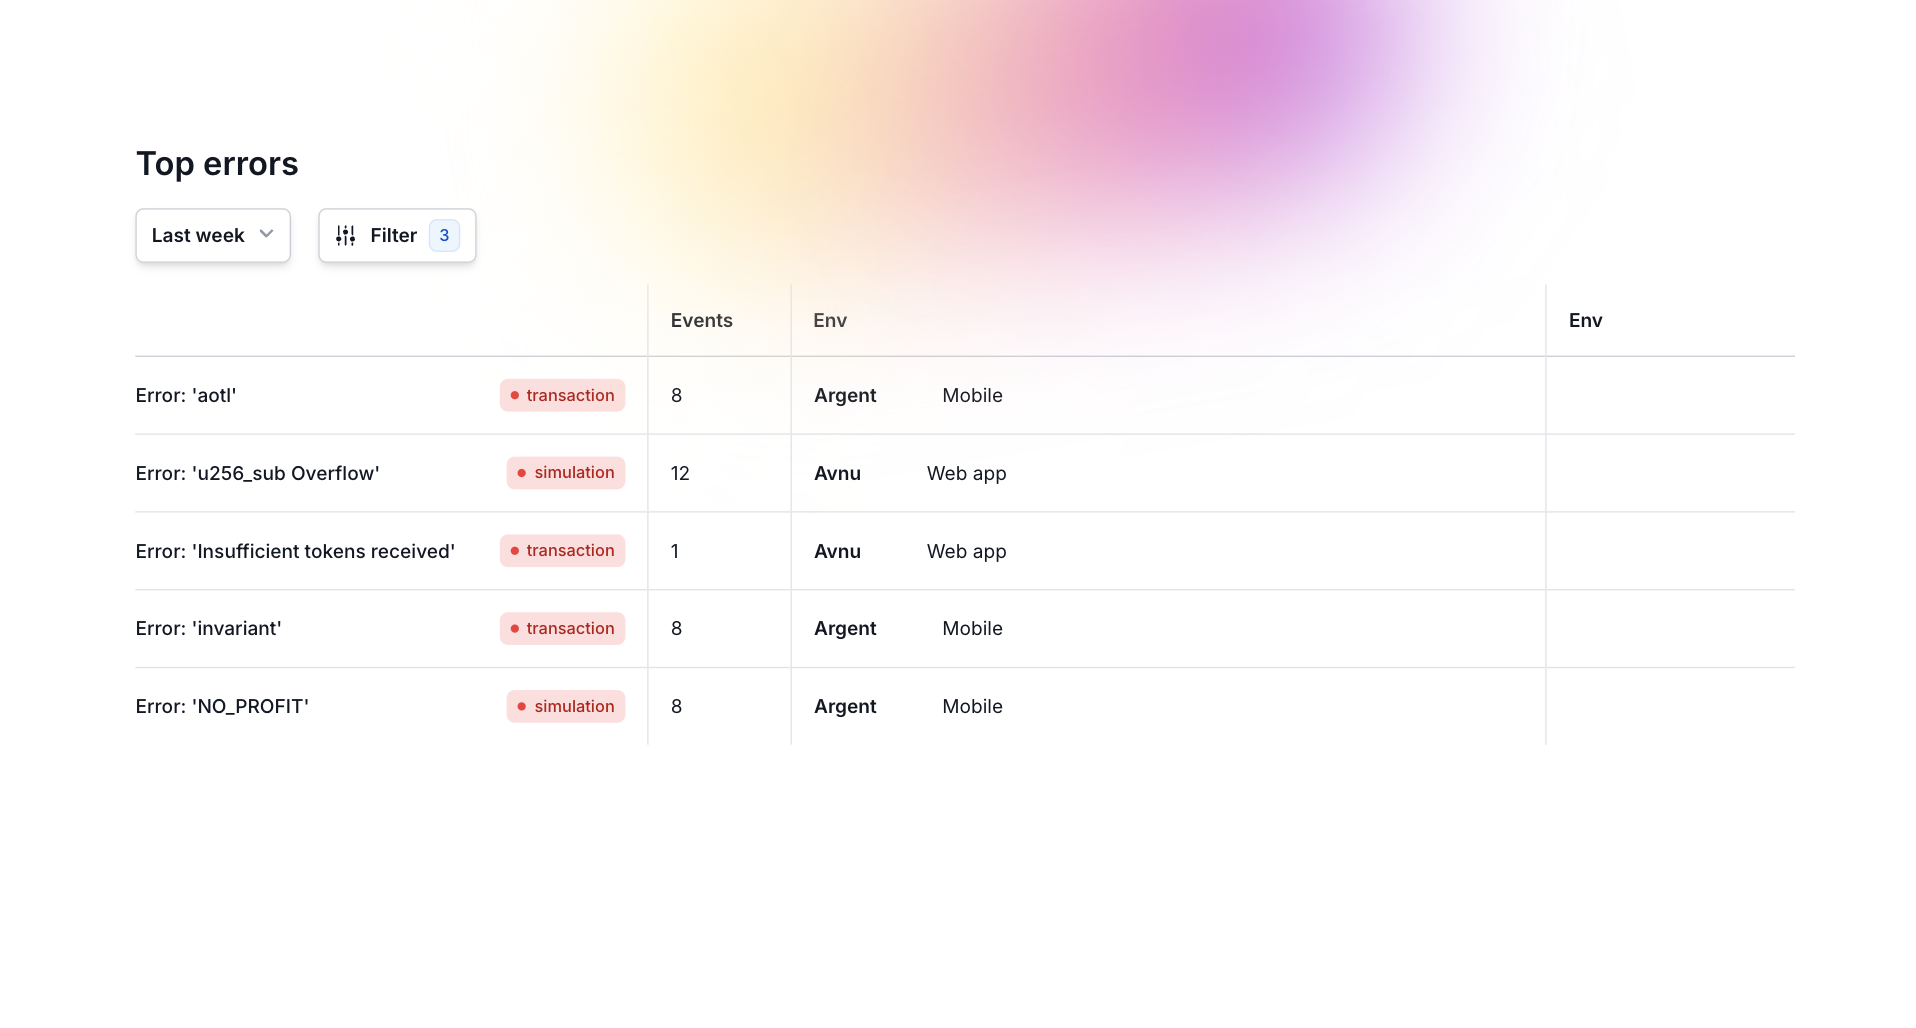 Top errors
Last week Filter 3
Events Env Env
Error: 'aotl' transaction 8 Argent Mobile
Error: 'u256_sub Overflow' simulation 12 Avnu Web app
Error: 'Insufficient tokens received' transaction 1 Avnu Web app
Error: 'invariant' transaction 8 Argent Mobile
Error: 'NO_PROFIT' simulation 8 Argent Mobile